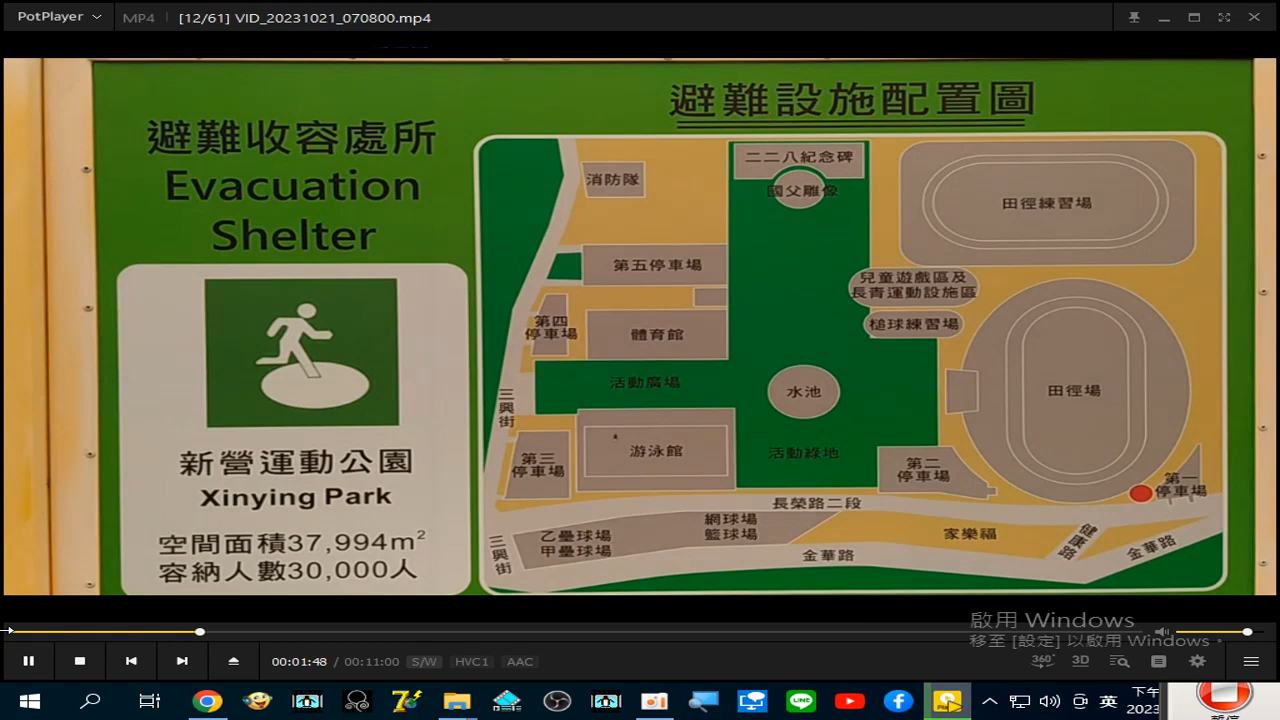 PotPlayer
MP4
[12/61] VID_20231021_070800.mp4
避難收容處所
Evacuation
Shelter
新營運動公園
Xinying Park
空間面積37,994m²
容納人數30,000人
避難設施配置圖
二二八紀念碑
國父雕像
消防隊
田徑練習場
第五停車場
兒童遊戲區及
長青運動設施區
第四
停車場
體育館
槌球練習場
活動廣場
水池
田徑場
三興街
游泳館
活動綠地
第三
停車場
第二
停車場
第一
停車場
長榮路二段
乙壘球場
甲壘球場
網球場
籃球場
家樂福
健康路
金華路
金華路
三興街
啟用 Windows
移至 [設定] 以啟用 Windows。
00:01:48 / 00:11:00
S/W
HVC1
AAC
360°
3D
LINE
英
下午
2023